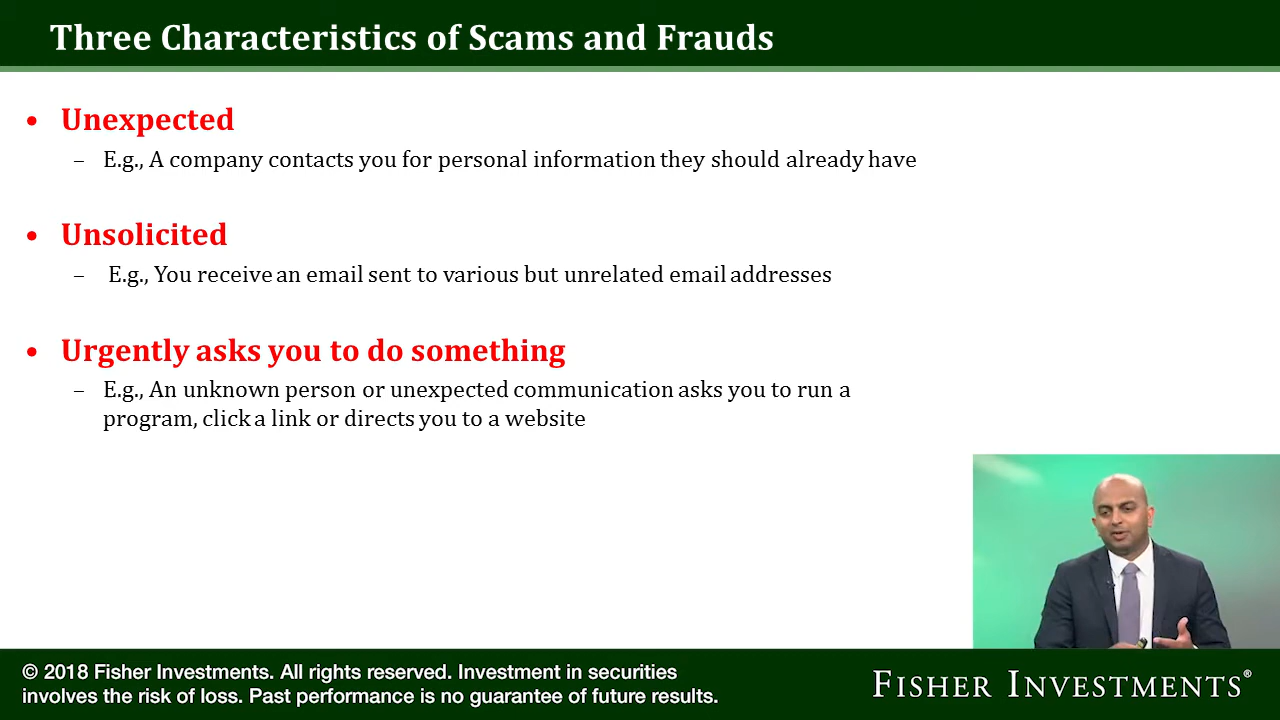 Three Characteristics of Scams and Frauds
• Unexpected
– E.g., A company contacts you for personal information they should already have
• Unsolicited
– E.g., You receive an email sent to various but unrelated email addresses
• Urgently asks you to do something
– E.g., An unknown person or unexpected communication asks you to run a
program, click a link or directs you to a website
© 2018 Fisher Investments. All rights reserved. Investment in securities
involves the risk of loss. Past performance is no guarantee of future results.
FISHER INVESTMENTS®